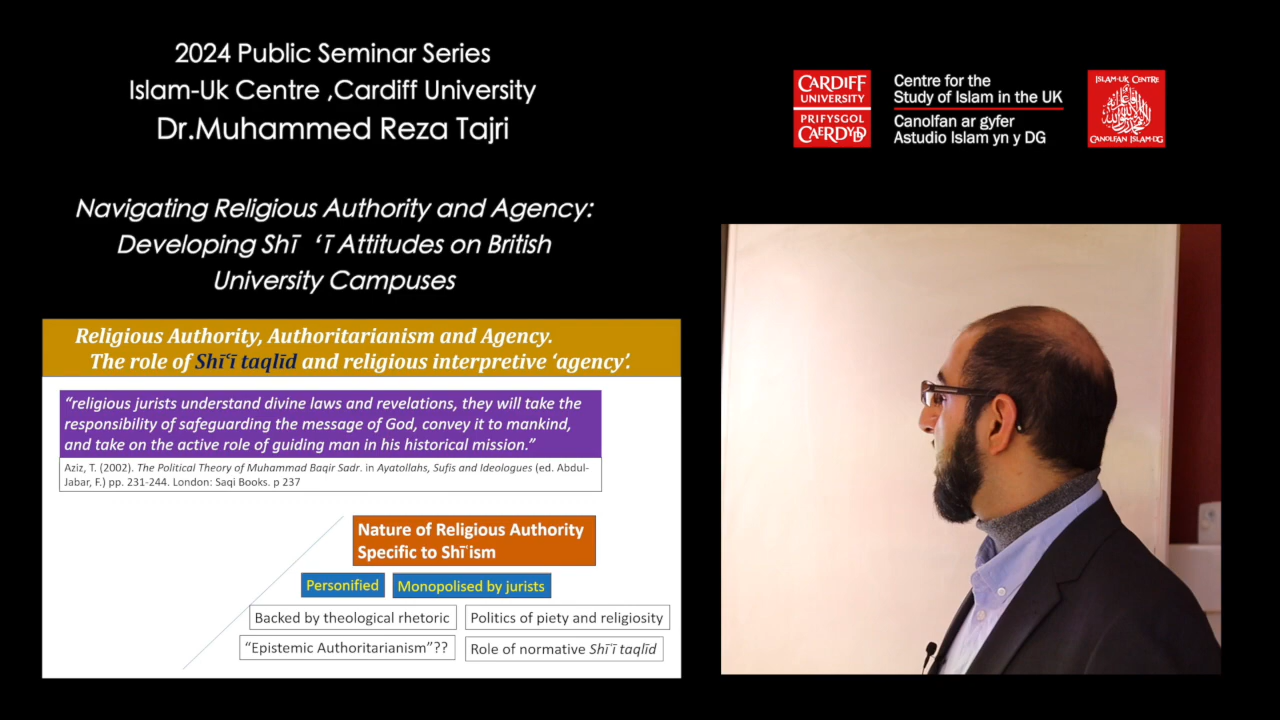 2024 Public Seminar Series
Islam-Uk Centre ,Cardiff University
Dr.Muhammed Reza Tajri
Navigating Religious Authority and Agency:
Developing Shī ‘ī Attitudes on British
University Campuses
CARDIFF
UNIVERSITY
PRIFYSGOL
CAERDYDD
Centre for the
Study of Islam in the UK
Canolfan ar gyfer
Astudio Islam yn y DG
ISLAM-UK CENTRE
CANOLFAN ISLAM-DG
Religious Authority, Authoritarianism and Agency.
The role of Shīʿī taqlīd and religious interpretive ‘agency’.
“religious jurists understand divine laws and revelations, they will take the
responsibility of safeguarding the message of God, convey it to mankind,
and take on the active role of guiding man in his historical mission.”
Aziz, T. (2002). The Political Theory of Muhammad Baqir Sadr. in Ayatollahs, Sufis and Ideologues (ed. Abdul-
Jabar, F.) pp. 231-244. London: Saqi Books. p 237
Nature of Religious Authority
Specific to Shīʿism
Personified
Monopolised by jurists
Backed by theological rhetoric
Politics of piety and religiosity
“Epistemic Authoritarianism”??
Role of normative Shīʿī taqlīd